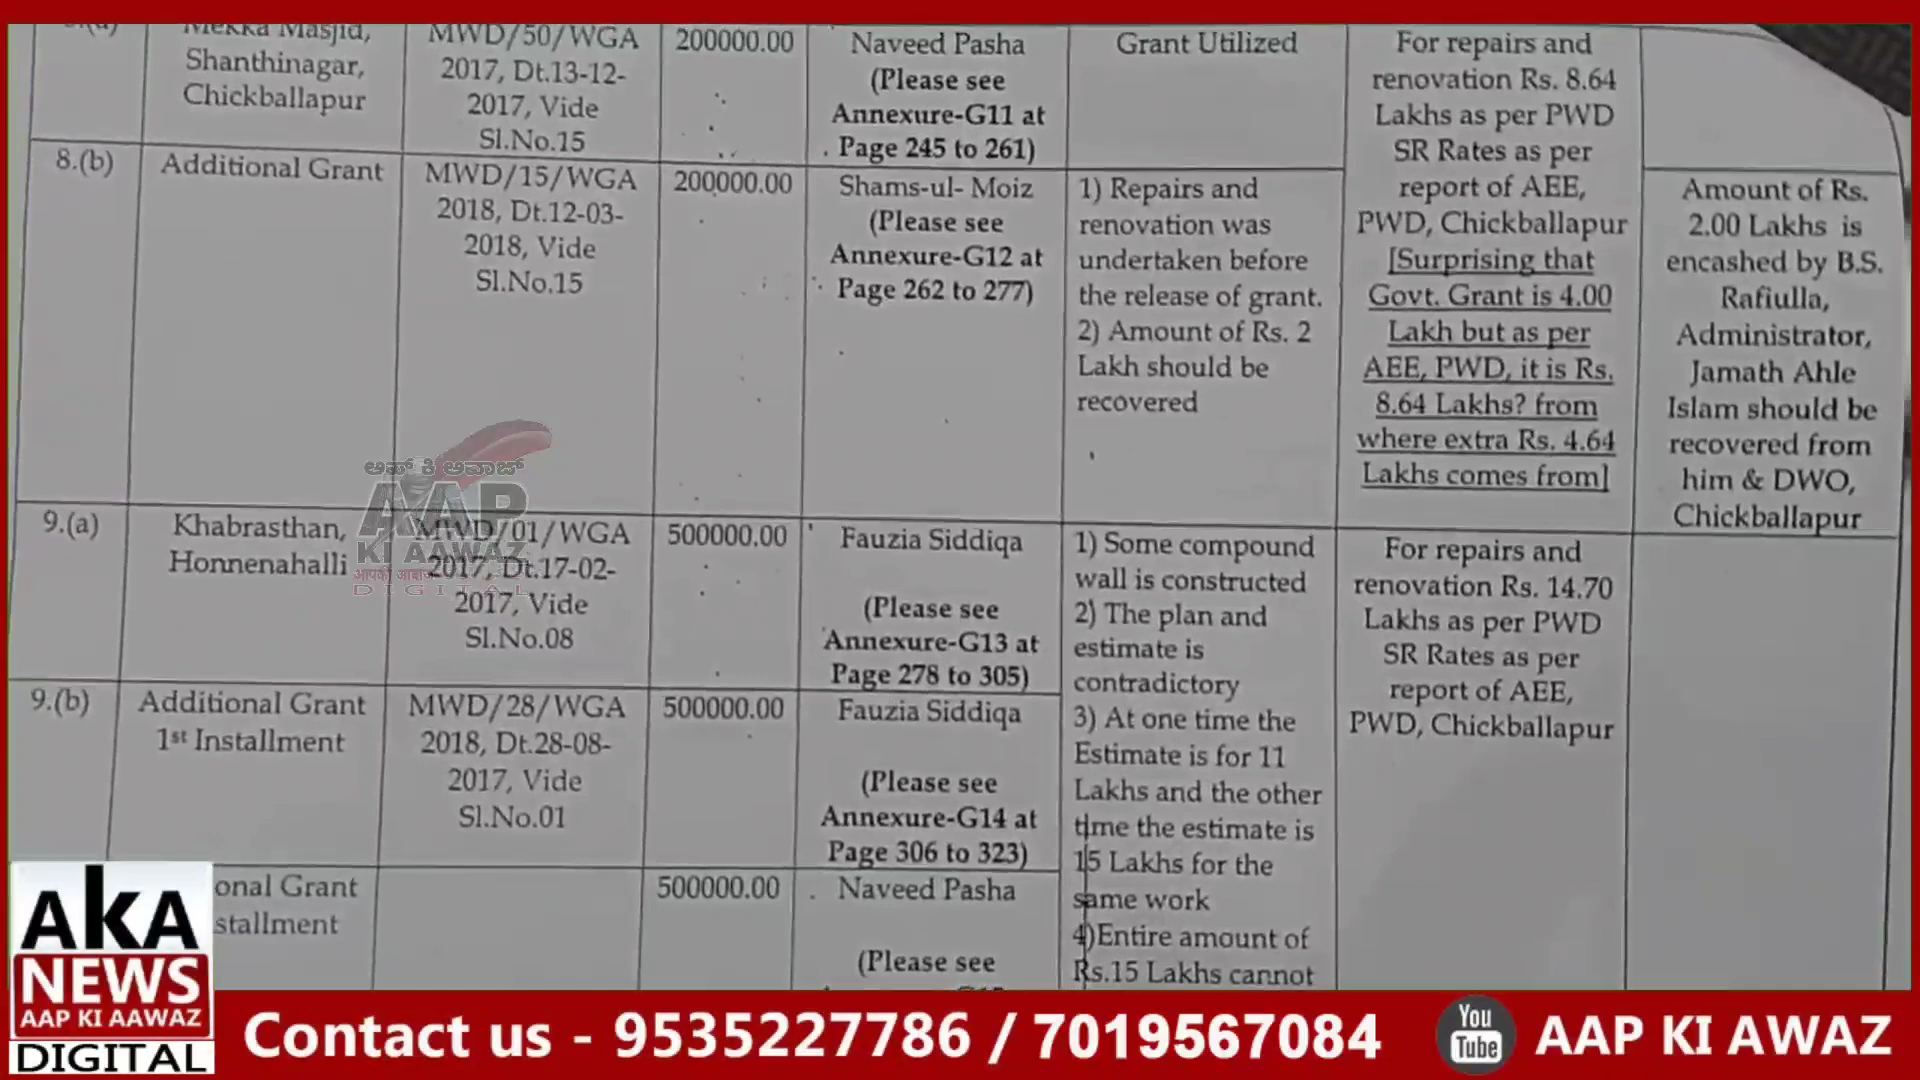 Mekka Masjid,
Shanthinagar,
Chickballapur
MWD/50/WGA
2017, Dt.13-12-
2017, Vide
Sl.No.15
200000.00
Naveed Pasha
(Please see
Annexure-G11 at
Page 245 to 261)
Grant Utilized
For repairs and
renovation Rs. 8.64
Lakhs as per PWD
SR Rates as per
report of AEE,
PWD, Chickballapur
[Surprising that
Govt. Grant is 4.00
Lakh but as per
AEE, PWD, it is Rs.
8.64 Lakhs? from
where extra Rs. 4.64
Lakhs comes from]
8.(b)
Additional Grant
MWD/15/WGA
2018, Dt.12-03-
2018, Vide
Sl.No.15
200000.00
Shams-ul- Moiz
(Please see
Annexure-G12 at
Page 262 to 277)
1) Repairs and
renovation was
undertaken before
the release of grant.
2) Amount of Rs. 2
Lakh should be
recovered
Amount of Rs.
2.00 Lakhs is
encashed by B.S.
Rafiulla,
Administrator,
Jamath Ahle
Islam should be
recovered from
him & DWO,
Chickballapur
9.(a)
Khabrasthan,
Honnenahalli
MWD/01/WGA
2017, Dt.17-02-
2017, Vide
Sl.No.08
500000.00
Fauzia Siddiqa
(Please see
Annexure-G13 at
Page 278 to 305)
1) Some compound
wall is constructed
2) The plan and
estimate is
contradictory
3) At one time the
Estimate is for 11
Lakhs and the other
time the estimate is
15 Lakhs for the
same work
4)Entire amount of
Rs.15 Lakhs cannot
For repairs and
renovation Rs. 14.70
Lakhs as per PWD
SR Rates as per
report of AEE,
PWD, Chickballapur
9.(b)
Additional Grant
1st Installment
MWD/28/WGA
2018, Dt.28-08-
2017, Vide
Sl.No.01
500000.00
Fauzia Siddiqa
(Please see
Annexure-G14 at
Page 306 to 323)
onal Grant
stallment
500000.00
Naveed Pasha
(Please see
ಆಪ್ ಕಿ ಆವಾಜ್
AAP
KI AAWAZ
आपकी आवाज
DIGITAL
AKA
NEWS
AAP KI AAWAZ
DIGITAL
Contact us - 9535227786 / 7019567084
You
Tube
AAP KI AWAZ